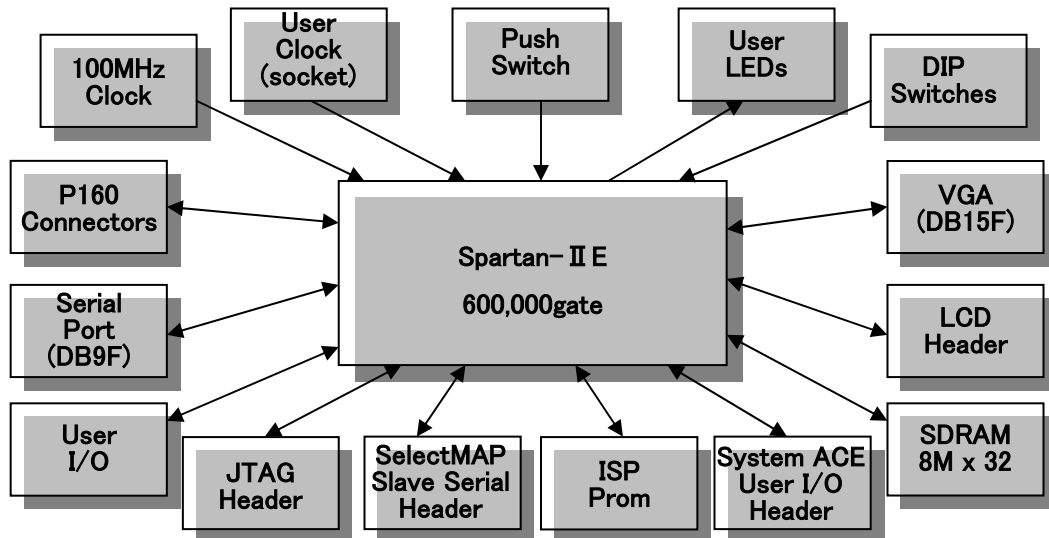 100MHz
Clock
User
Clock
(socket)
Push
Switch
User
LEDs
DIP
Switches
P160
Connectors
Spartan-ⅡE
600,000gate
VGA
(DB15F)
Serial
Port
(DB9F)
LCD
Header
User
I/O
JTAG
Header
SelectMAP
Slave Serial
Header
ISP
Prom
System ACE
User I/O
Header
SDRAM
8M x 32